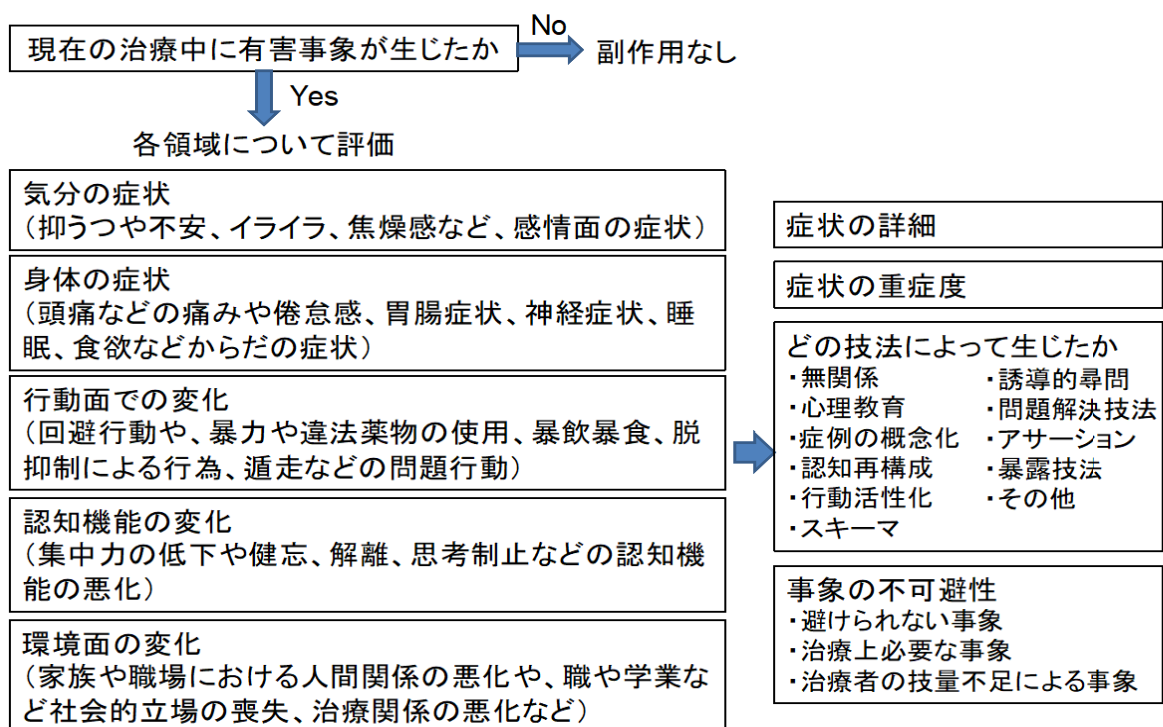 現在の治療中に有害事象が生じたか
No
副作用なし
Yes
各領域について評価
気分の症状
(抑うつや不安、イライラ、焦燥感など、感情面の症状)
身体の症状
(頭痛などの痛みや倦怠感、胃腸症状、神経症状、睡
眠、食欲などからだの症状)
行動面での変化
(回避行動や、暴力や違法薬物の使用、暴飲暴食、脱
抑制による行為、遁走などの問題行動)
認知機能の変化
(集中力の低下や健忘、解離、思考制止などの認知機
能の悪化)
環境面の変化
(家族や職場における人間関係の悪化や、職や学業な
ど社会的立場の喪失、治療関係の悪化など)
症状の詳細
症状の重症度
どの技法によって生じたか
・無関係
・心理教育
・症例の概念化
・認知再構成
・行動活性化
・スキーマ
・誘導的尋問
・問題解決技法
・アサーション
・暴露技法
・その他
事象の不可避性
・避けられない事象
・治療上必要な事象
・治療者の技量不足による事象